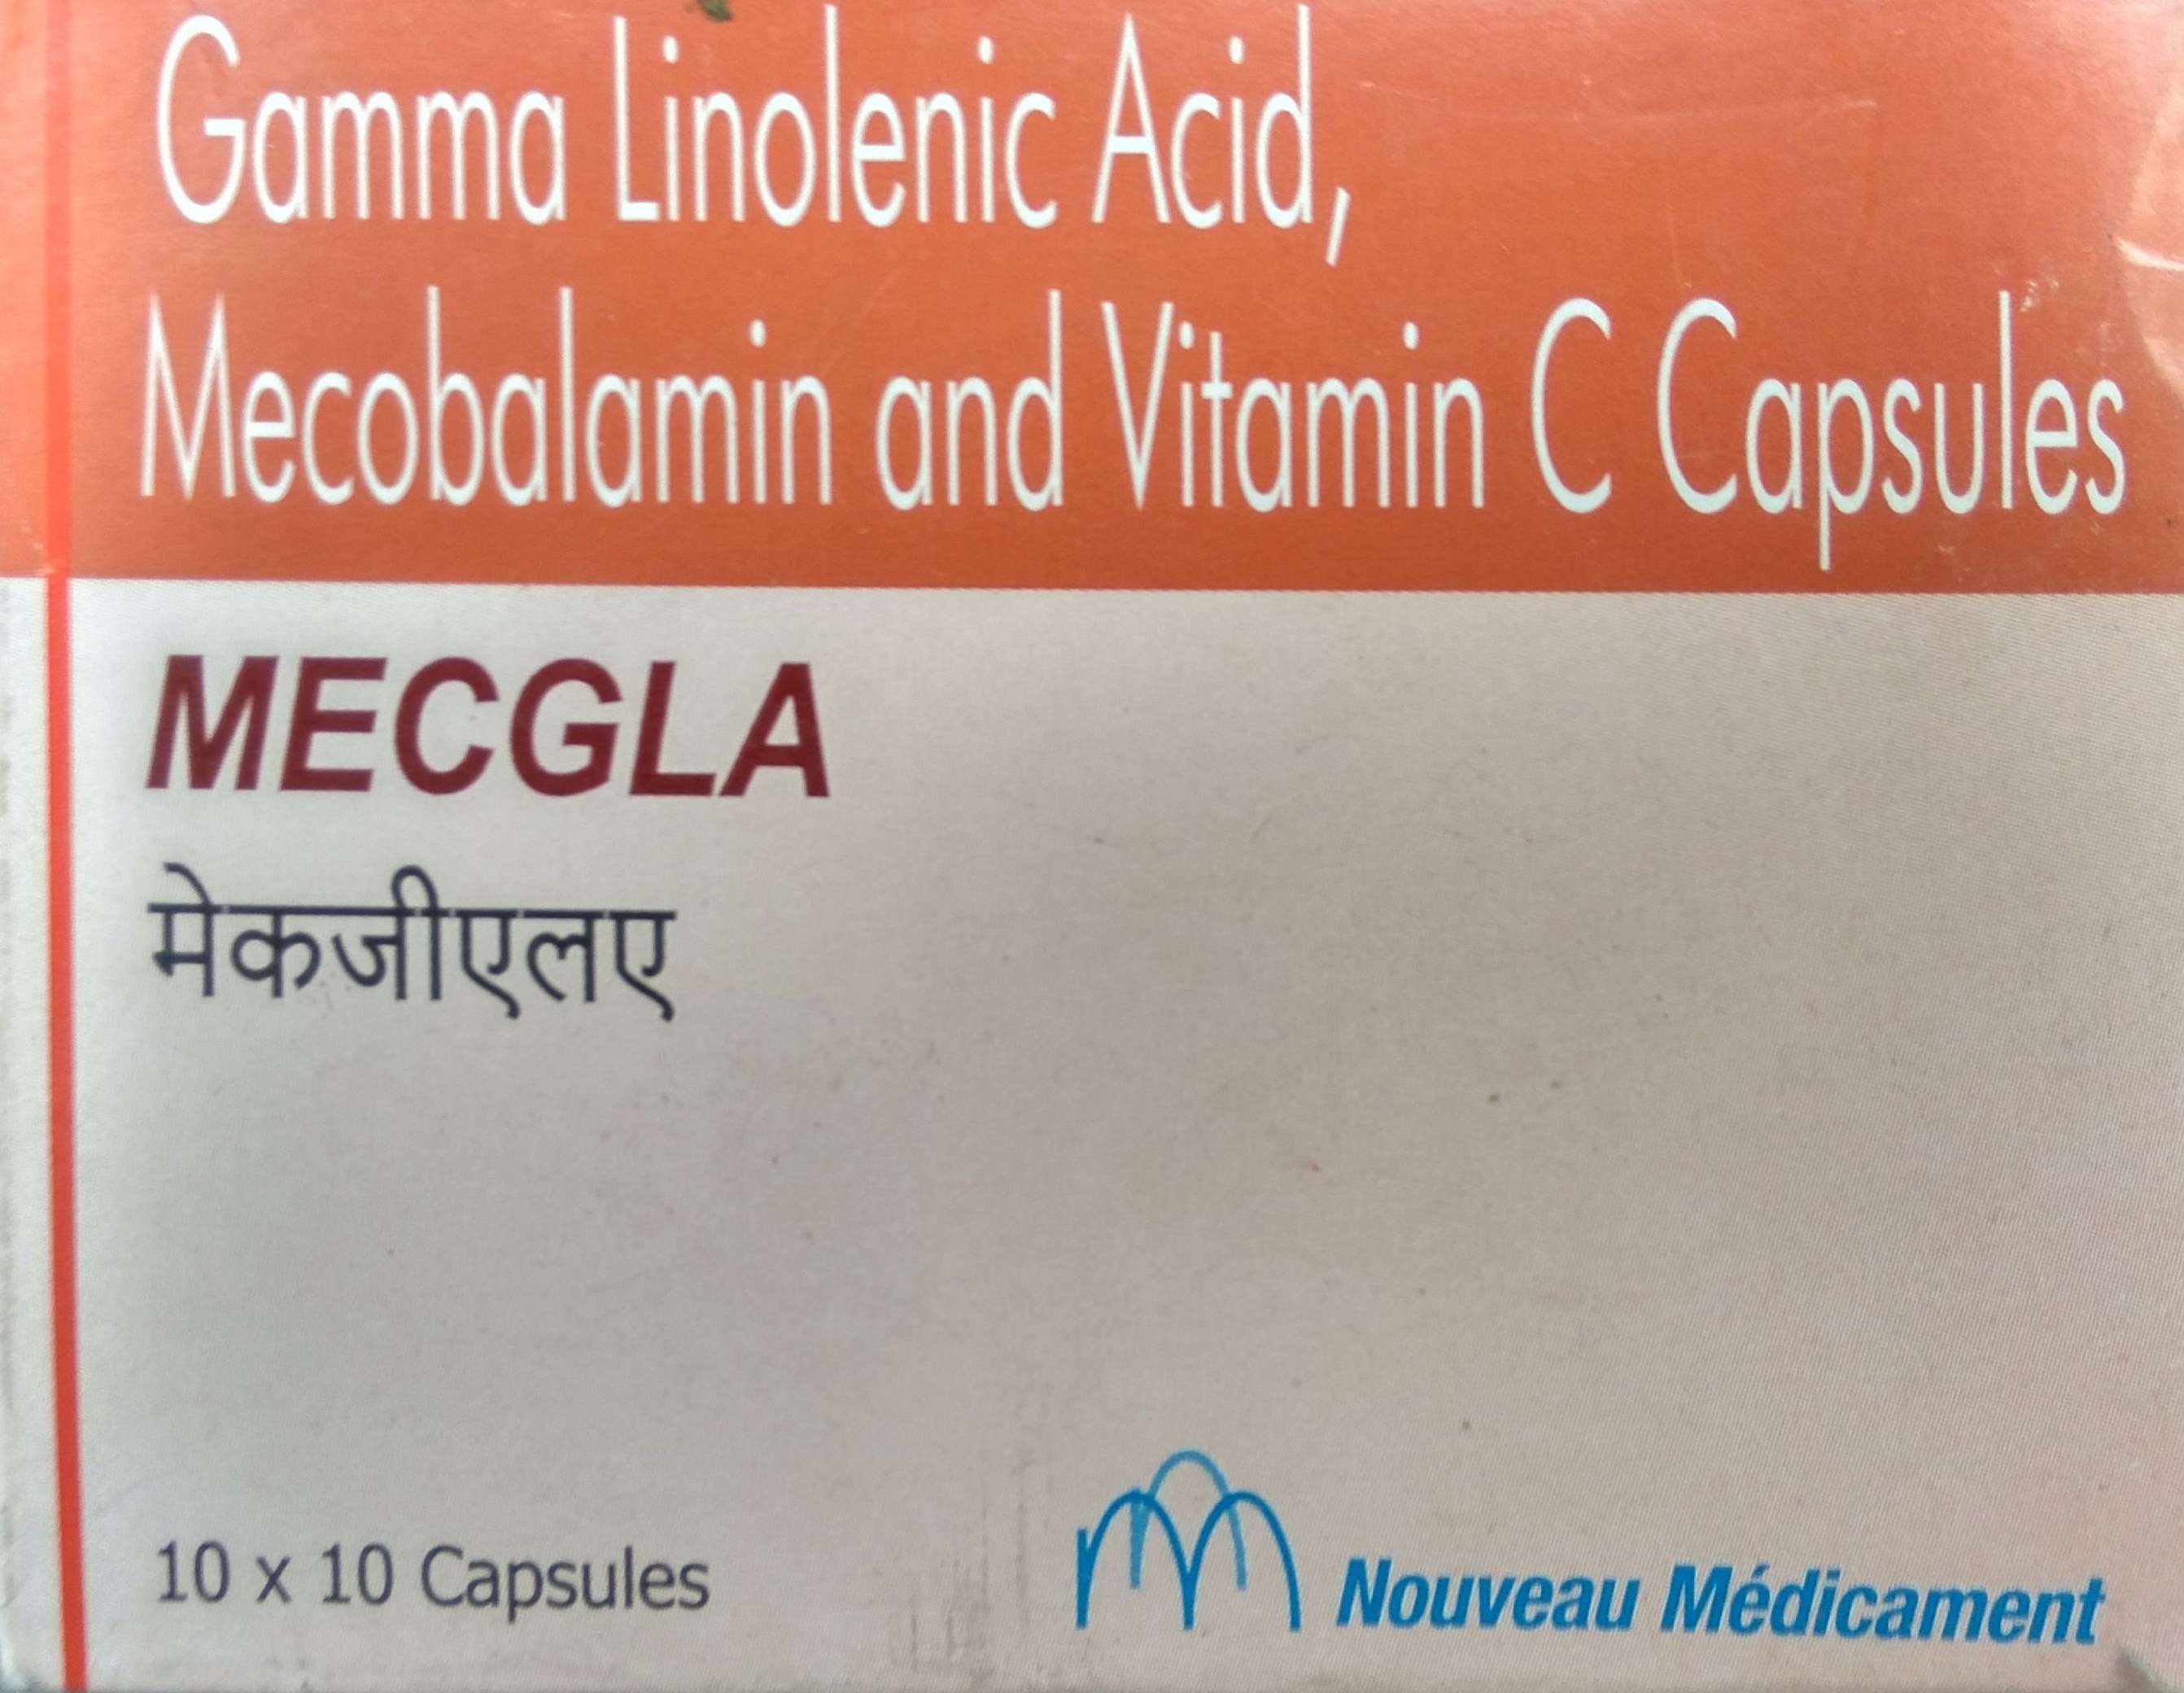 Gamma Linolenic Acid,
Mecobalamin and Vitamin C Capsules
MECGLA
मेकजीएलए
10 x 10 Capsules
Nouveau Médicament